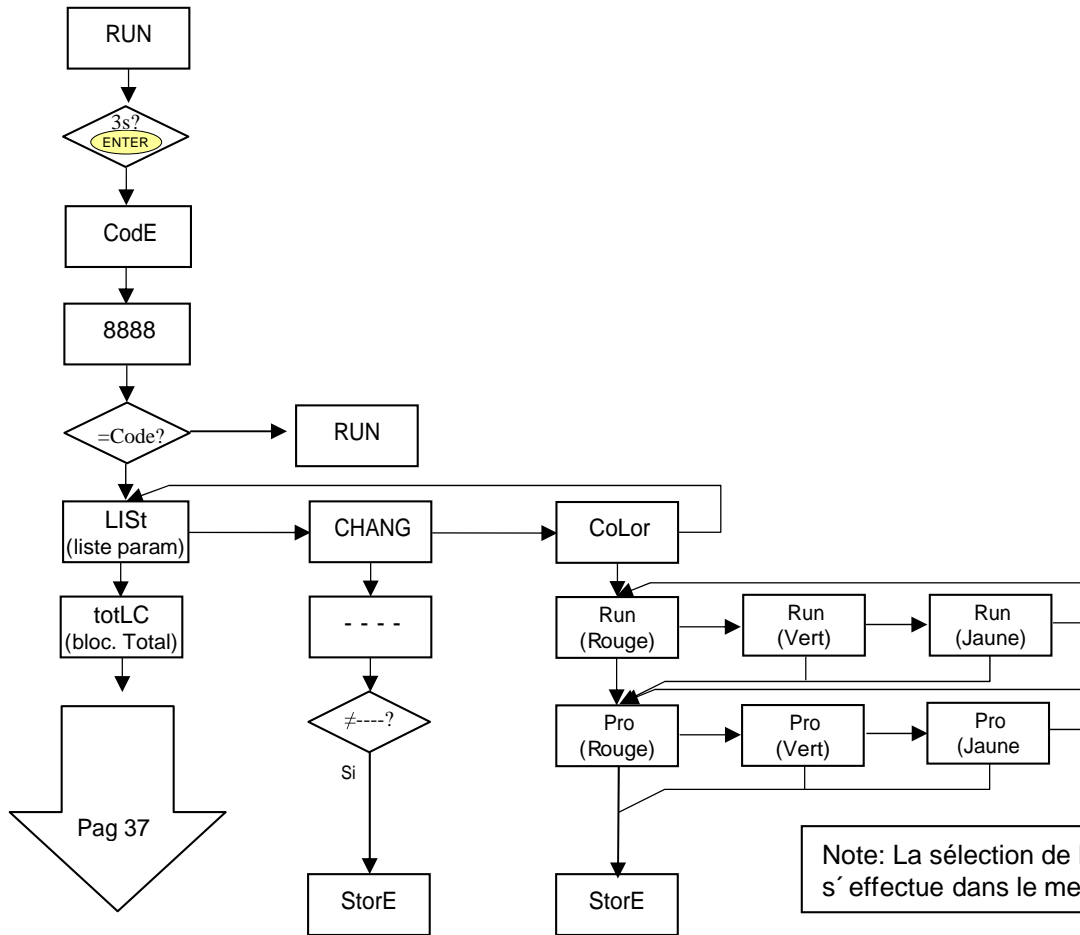 RUN
3s?
ENTER
CodE
8888
=Code?
RUN
LISt
(liste param)
CHANG
CoLor
totLC
(bloc. Total)
- - - -
Run
(Rouge)
Run
(Vert)
Run
(Jaune)
≠----?
Pro
(Rouge)
Pro
(Vert)
Pro
(Jaune
Si
Pag 37
StorE
StorE
Note: La sélection de
s´ effectue dans le